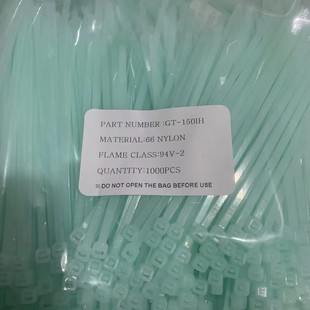 PART NUMBER :GT-150IH
MATERIAL:66 NYLON
FLAME CLASS:94V-2
QUANTITY:1000PCS
※DO NOT OPEN THE BAG BEFORE USE